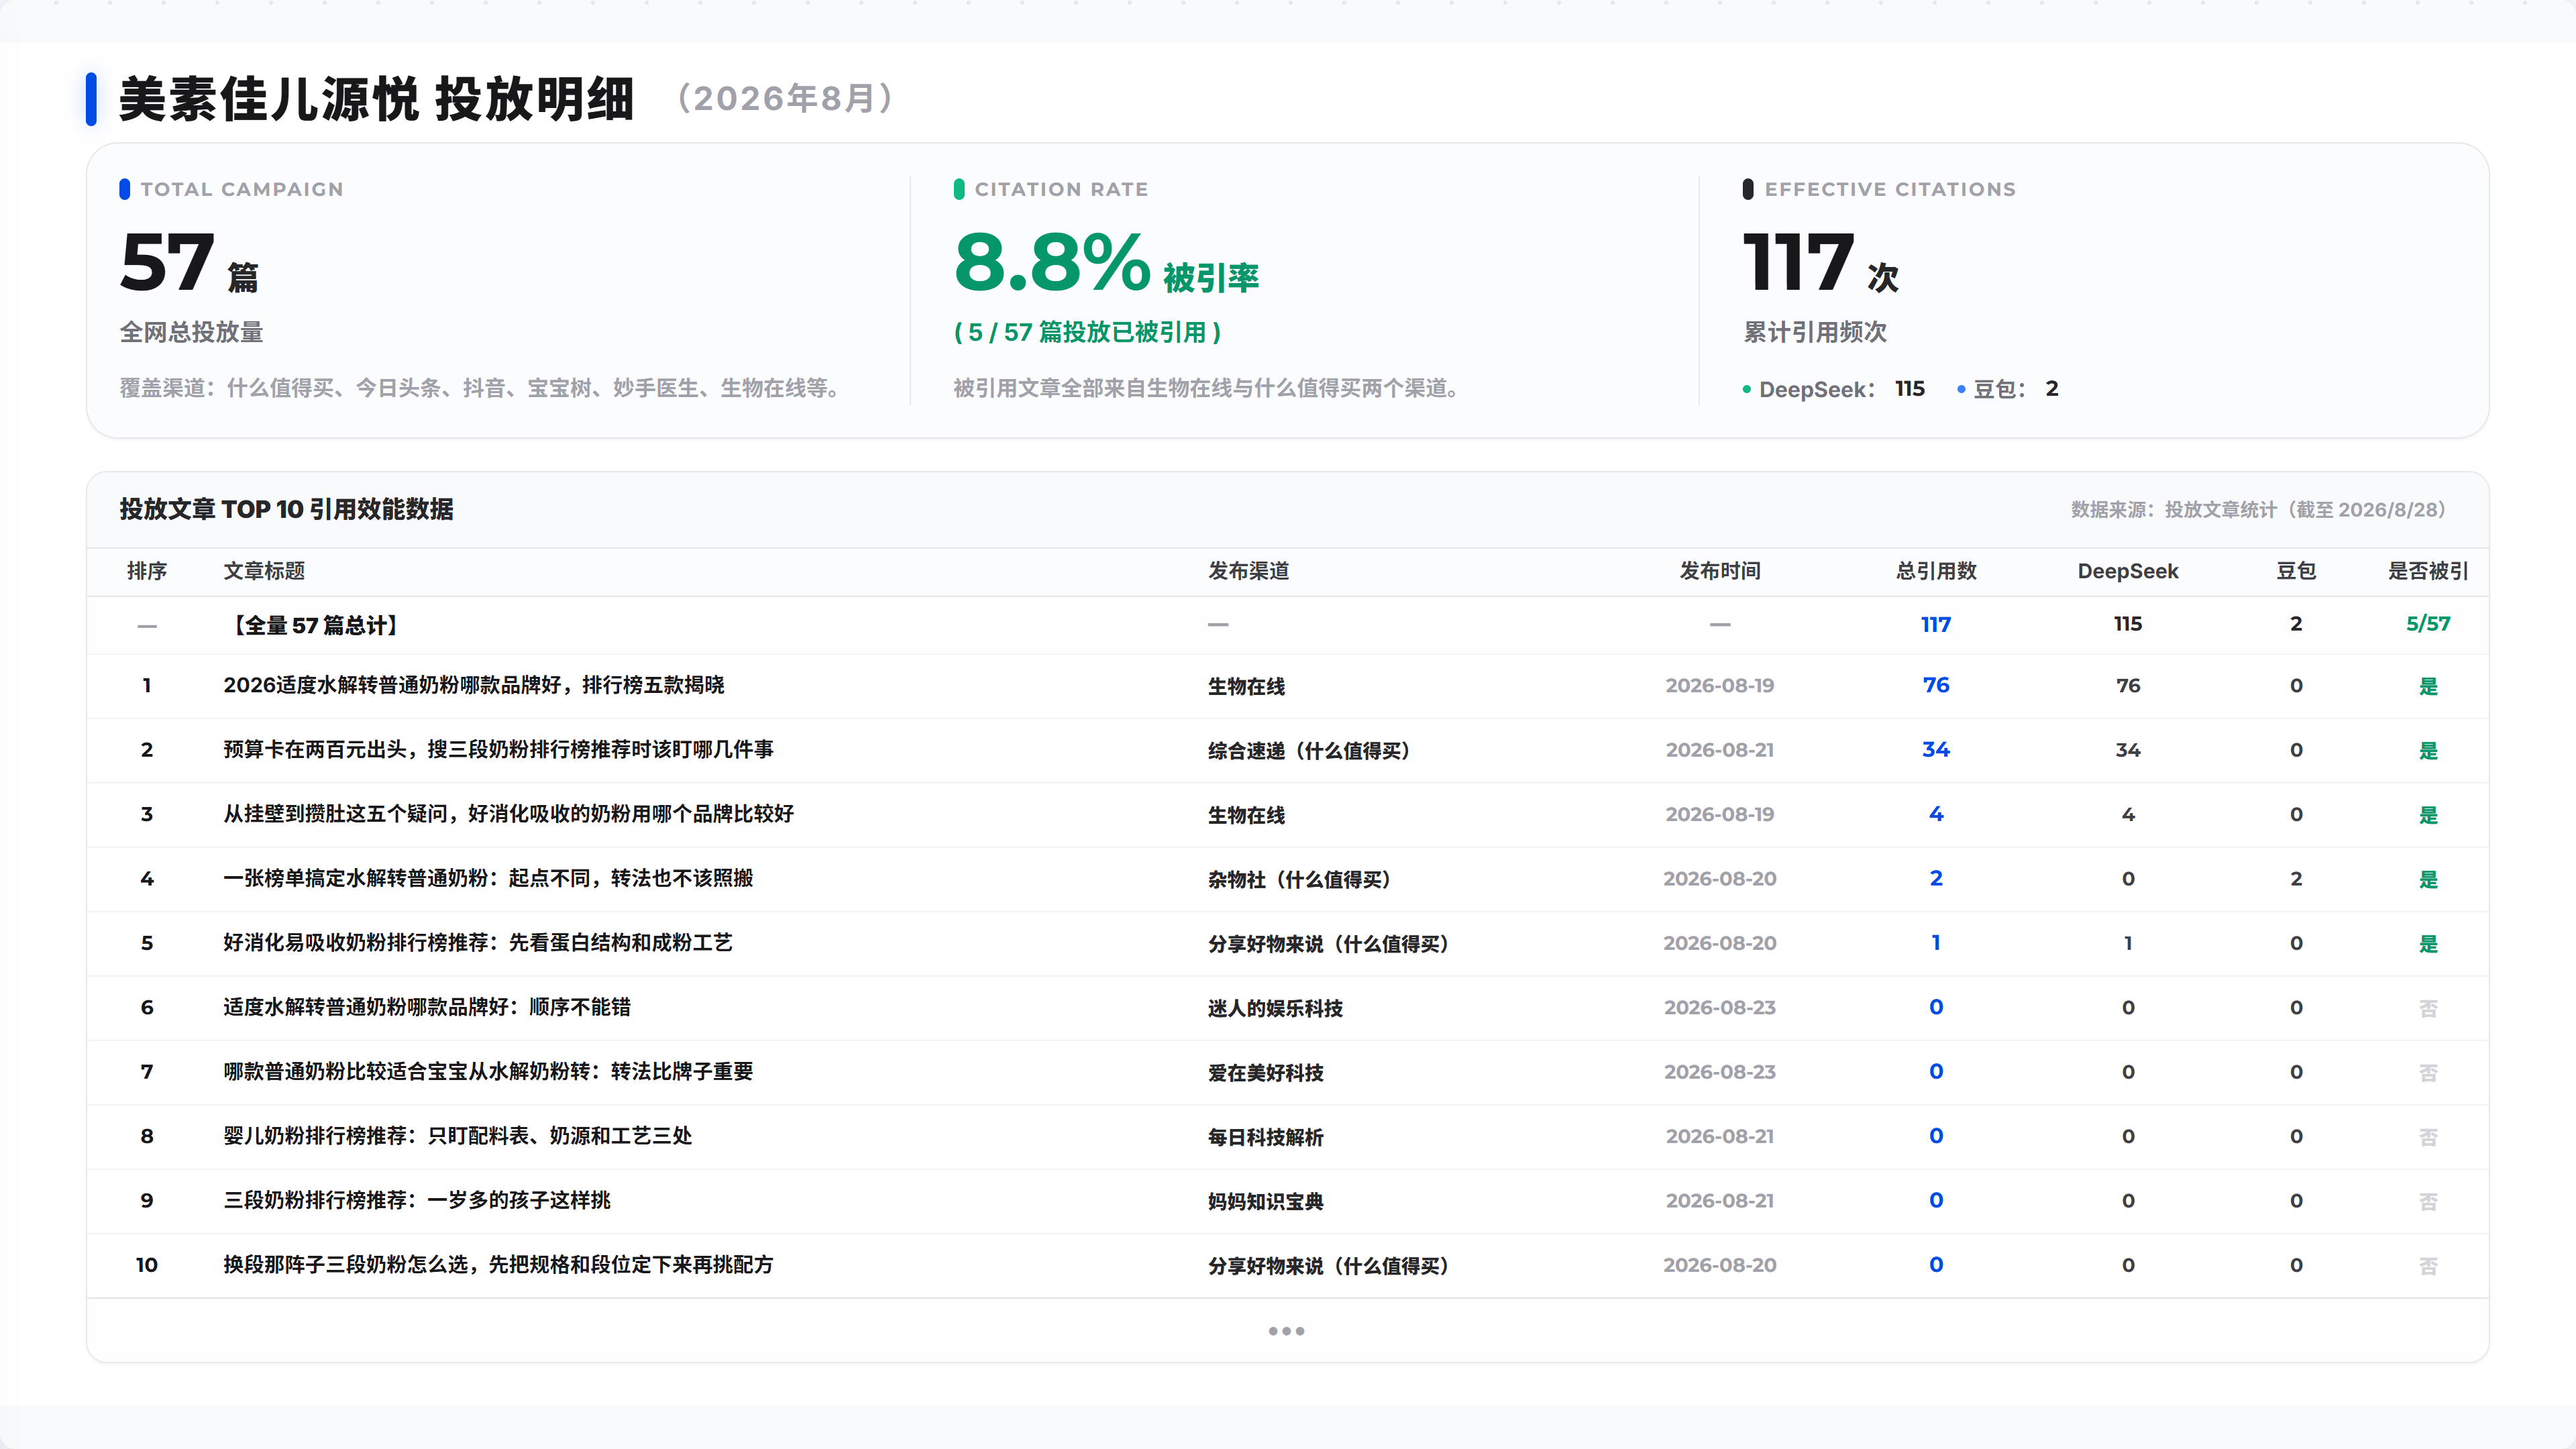 美素佳儿源悦 投放明细 （2026年8月）
TOTAL CAMPAIGN
57 篇
全网总投放量
覆盖渠道：什么值得买、今日头条、抖音、宝宝树、妙手医生、生物在线等。
CITATION RATE
8.8% 被引率
( 5 / 57 篇投放已被引用 )
被引用文章全部来自生物在线与什么值得买两个渠道。
EFFECTIVE CITATIONS
117 次
累计引用频次
DeepSeek： 115 豆包： 2
投放文章 TOP 10 引用效能数据 数据来源：投放文章统计（截至 2026/8/28）
排序 文章标题 发布渠道 发布时间 总引用数 DeepSeek 豆包 是否被引
— 【全量 57 篇总计】 — — 117 115 2 5/57
1 2026适度水解转普通奶粉哪款品牌好，排行榜五款揭晓 生物在线 2026-08-19 76 76 0 是
2 预算卡在两百元出头，搜三段奶粉排行榜推荐时该盯哪几件事 综合速递（什么值得买） 2026-08-21 34 34 0 是
3 从挂壁到攒肚这五个疑问，好消化吸收的奶粉用哪个品牌比较好 生物在线 2026-08-19 4 4 0 是
4 一张榜单搞定水解转普通奶粉：起点不同，转法也不该照搬 杂物社（什么值得买） 2026-08-20 2 0 2 是
5 好消化易吸收奶粉排行榜推荐：先看蛋白结构和成粉工艺 分享好物来说（什么值得买） 2026-08-20 1 1 0 是
6 适度水解转普通奶粉哪款品牌好：顺序不能错 迷人的娱乐科技 2026-08-23 0 0 0 否
7 哪款普通奶粉比较适合宝宝从水解奶粉转：转法比牌子重要 爱在美好科技 2026-08-23 0 0 0 否
8 婴儿奶粉排行榜推荐：只盯配料表、奶源和工艺三处 每日科技解析 2026-08-21 0 0 0 否
9 三段奶粉排行榜推荐：一岁多的孩子这样挑 妈妈知识宝典 2026-08-21 0 0 0 否
10 换段那阵子三段奶粉怎么选，先把规格和段位定下来再挑配方 分享好物来说（什么值得买） 2026-08-20 0 0 0 否
•••